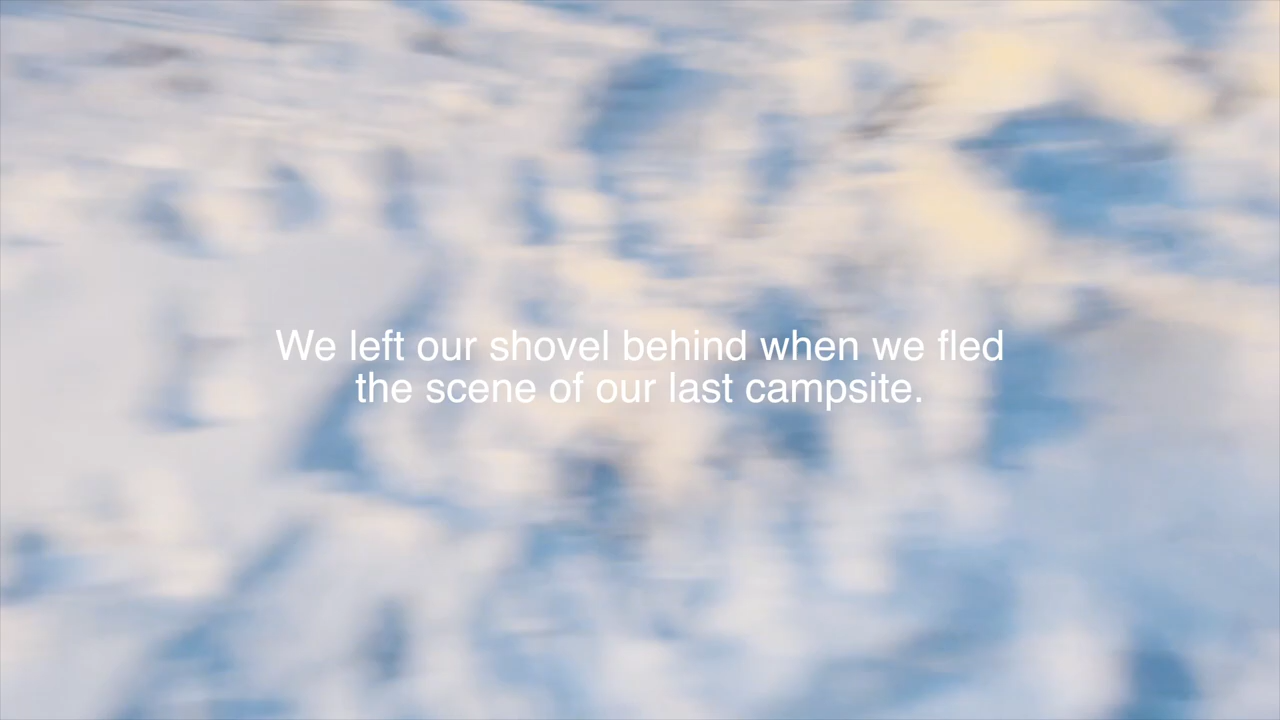 We left our shovel behind when we fled
the scene of our last campsite.